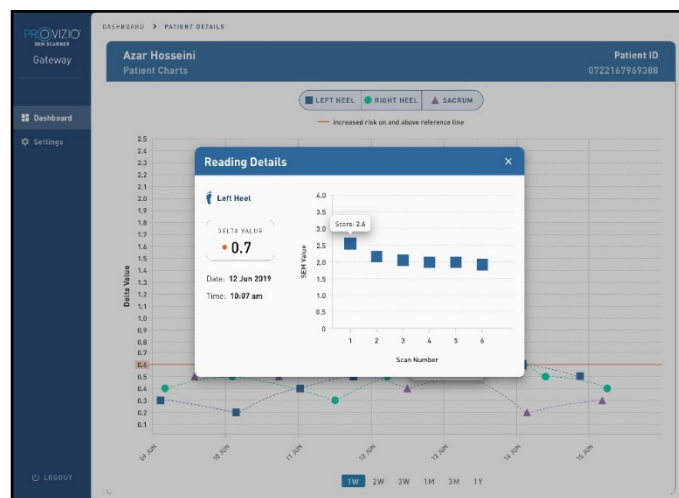 PROVIZIO
SEM SCANNER
Gateway
Dashboard
Settings
LOGOUT
DASHBOARD > PATIENT DETAILS
Azar Hosseini
Patient Charts
Patient ID
0722167969388
LEFT HEEL
RIGHT HEEL
SACRUM
increased risk on and above reference line
Delta Value
2.5
2.4
2.3
2.2
2.1
2.0
1.9
1.8
1.7
1.6
1.5
1.4
1.3
1.2
1.1
1.0
0.9
0.8
0.7
0.6
0.5
0.4
0.3
0.2
0.1
09 JUN
10 JUN
11 JUN
12 JUN
13 JUN
14 JUN
15 JUN
1W 2W 3W 1M 3M 1Y
Reading Details ×
Left Heel
DELTA VALUE
0.7
Date: 12 Jun 2019
Time: 10:07 am
SEM Value
4.0
3.5
3.0
2.5
2.0
1.5
1.0
0.5
0
Score: 2.6
1 2 3 4 5 6
Scan Number